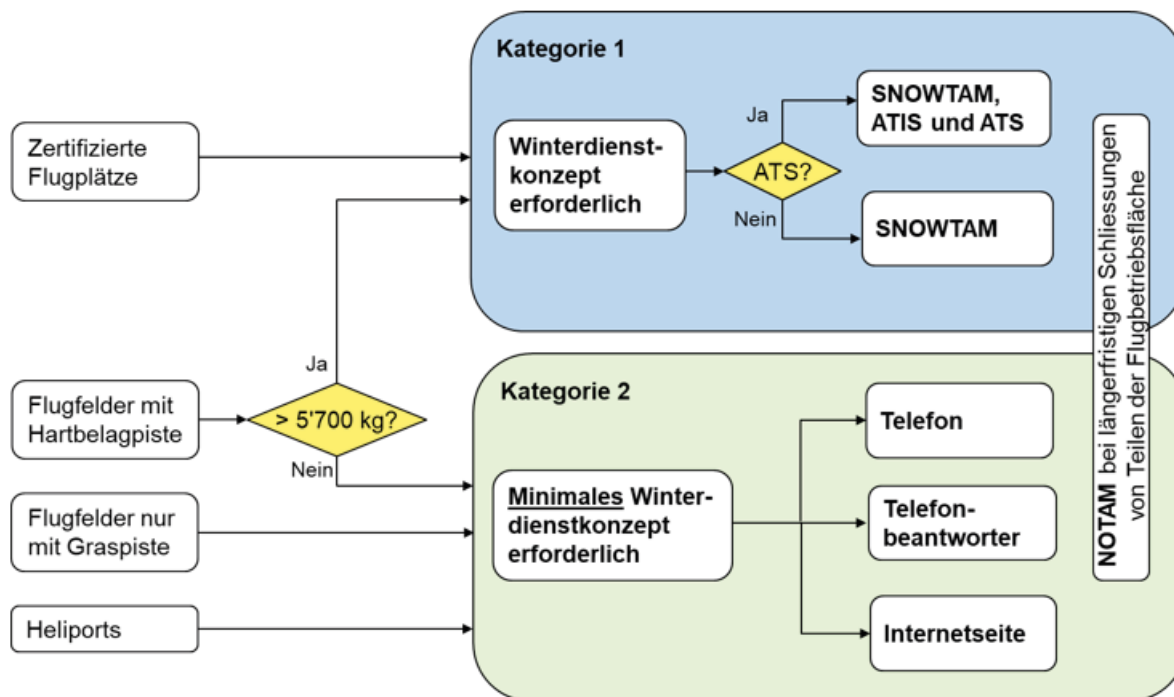 Kategorie 1
Zertifizierte
Flugplätze
Winterdienst-
konzept
erforderlich
ATS?
Ja
SNOWTAM,
ATIS und ATS
Nein
SNOWTAM
Flugfelder mit
Hartbelagpiste
> 5'700 kg?
Ja
Nein
Flugfelder nur
mit Graspiste
Heliports
Kategorie 2
Minimales Winter-
dienstkonzept
erforderlich
Telefon
Telefon-
beantworter
Internetseite
NOTAM bei längerfristigen Schliessungen
von Teilen der Flugbetriebsfläche